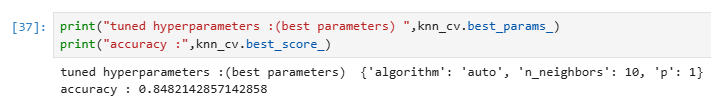 [37]: print("tuned hyperparameters :(best parameters) ",knn_cv.best_params_)
print("accuracy :",knn_cv.best_score_)
tuned hyperparameters :(best parameters)  {'algorithm': 'auto', 'n_neighbors': 10, 'p': 1}
accuracy : 0.8482142857142858